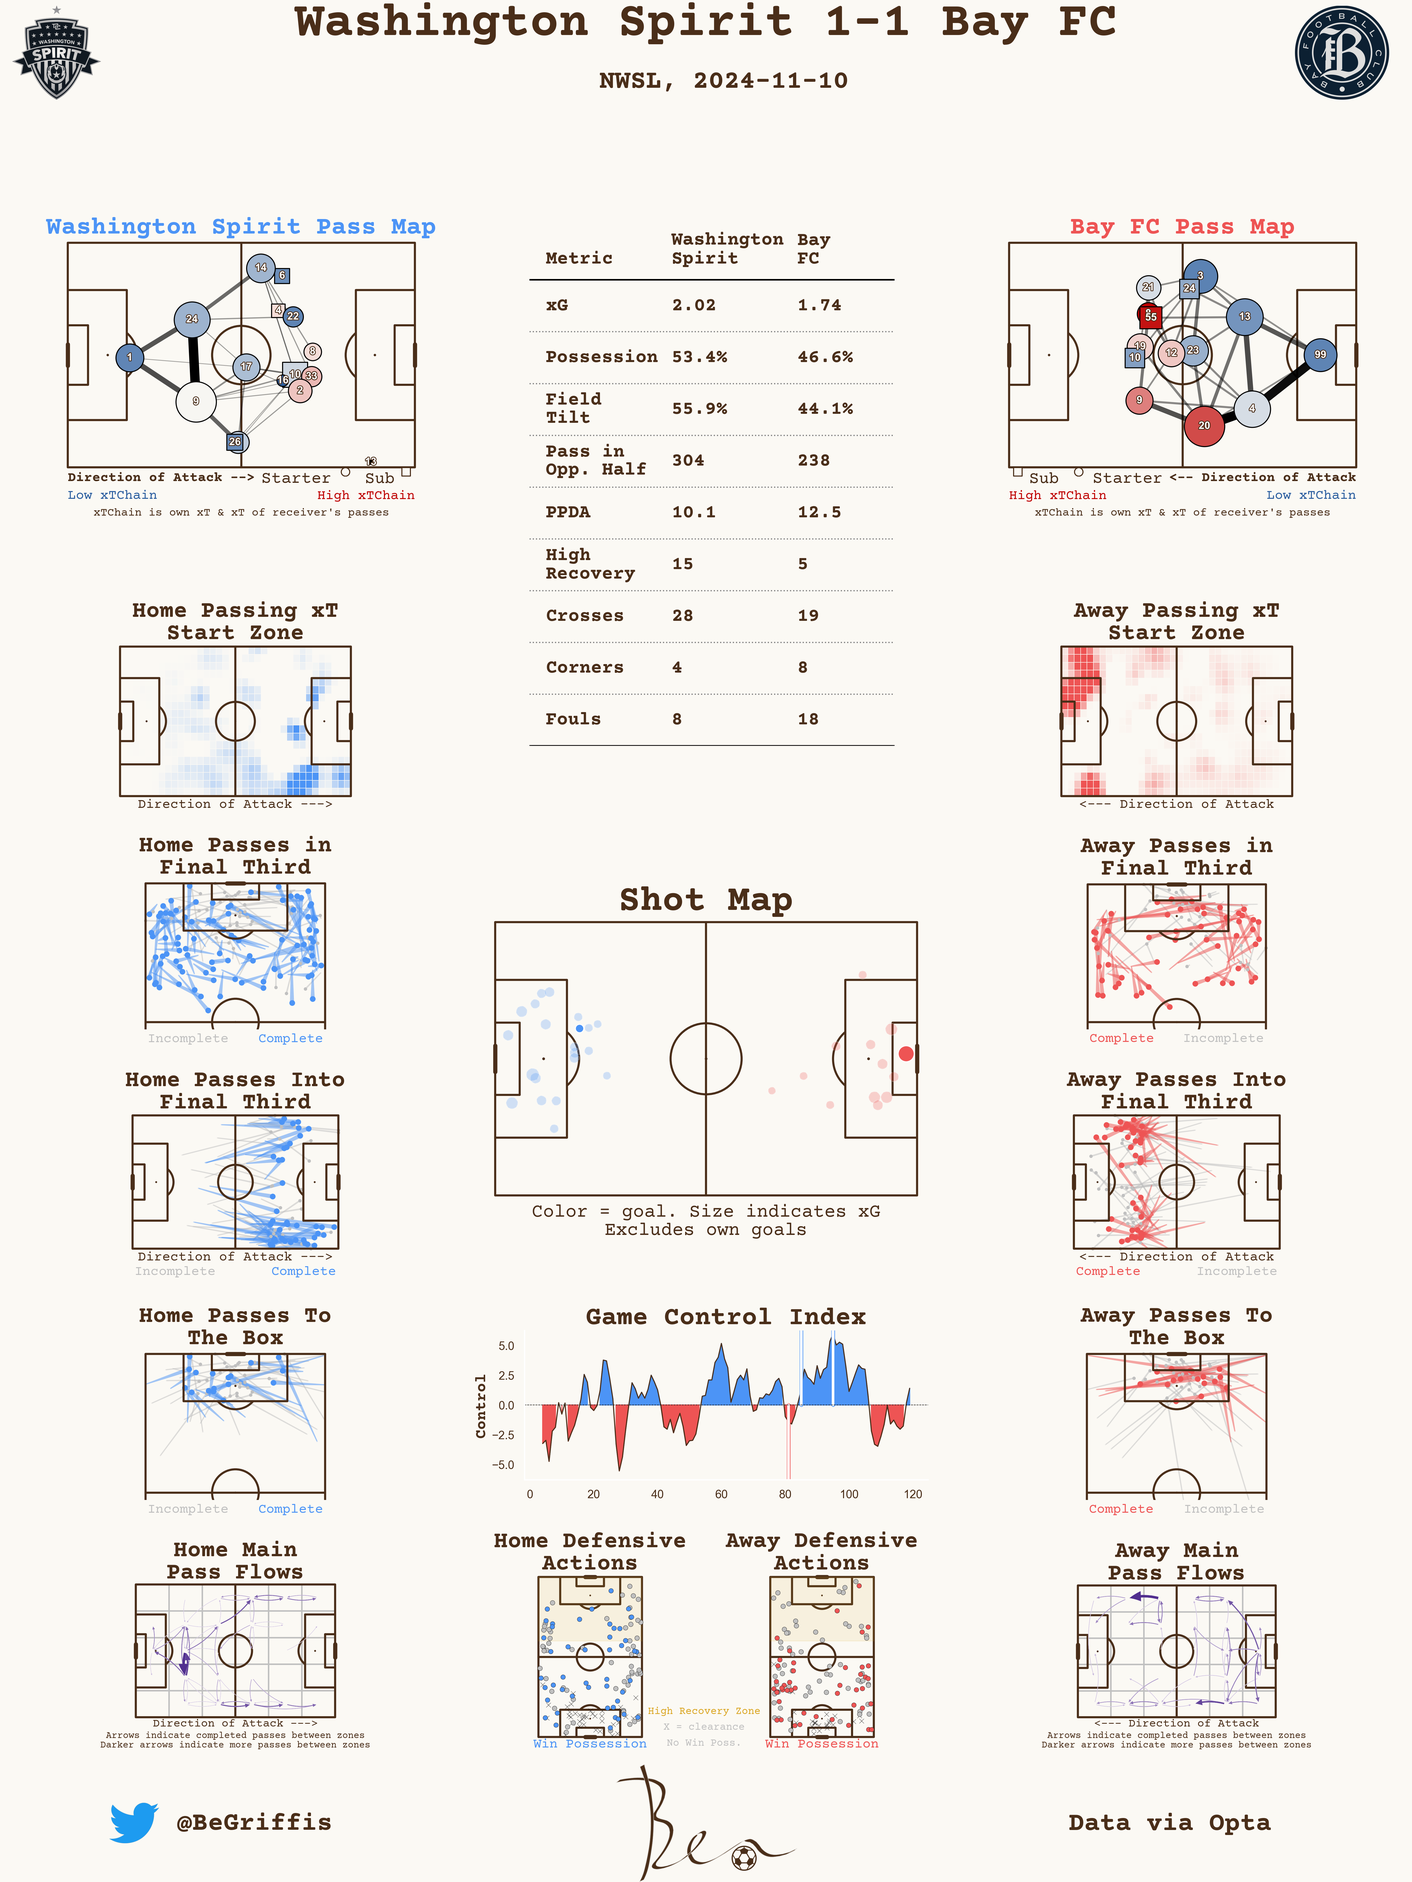 Washington Spirit 1-1 Bay FC
NWSL, 2024-11-10
WASHINGTON
SPIRIT
BAY FOOTBALL CLUB
B
Washington Spirit Pass Map
14
6
24
4
22
1
8
17
10
33
16
2
9
26
13
Direction of Attack --> Starter Sub
Low xTChain High xTChain
xTChain is own xT & xT of receiver's passes
Metric Washington Spirit Bay FC
xG 2.02 1.74
Possession 53.4% 46.6%
Field Tilt 55.9% 44.1%
Pass in Opp. Half 304 238
PPDA 10.1 12.5
High Recovery 15 5
Crosses 28 19
Corners 4 8
Fouls 8 18
Bay FC Pass Map
3
21
24
55
13
19
12
23
10
99
9
4
20
Sub Starter <-- Direction of Attack
High xTChain Low xTChain
xTChain is own xT & xT of receiver's passes
Home Passing xT
Start Zone
Direction of Attack --->
Away Passing xT
Start Zone
<--- Direction of Attack
Home Passes in
Final Third
Incomplete Complete
Away Passes in
Final Third
Complete Incomplete
Shot Map
Color = goal. Size indicates xG
Excludes own goals
Home Passes Into
Final Third
Direction of Attack --->
Incomplete Complete
Away Passes Into
Final Third
<--- Direction of Attack
Complete Incomplete
Home Passes To
The Box
Incomplete Complete
Game Control Index
Control
5.0
2.5
0.0
−2.5
−5.0
0 20 40 60 80 100 120
Away Passes To
The Box
Complete Incomplete
Home Main
Pass Flows
Direction of Attack --->
Arrows indicate completed passes between zones
Darker arrows indicate more passes between zones
Home Defensive
Actions
Win Possession
High Recovery Zone
X = clearance
No Win Poss.
Away Defensive
Actions
Win Possession
Away Main
Pass Flows
<--- Direction of Attack
Arrows indicate completed passes between zones
Darker arrows indicate more passes between zones
@BeGriffis
Ben
Data via Opta